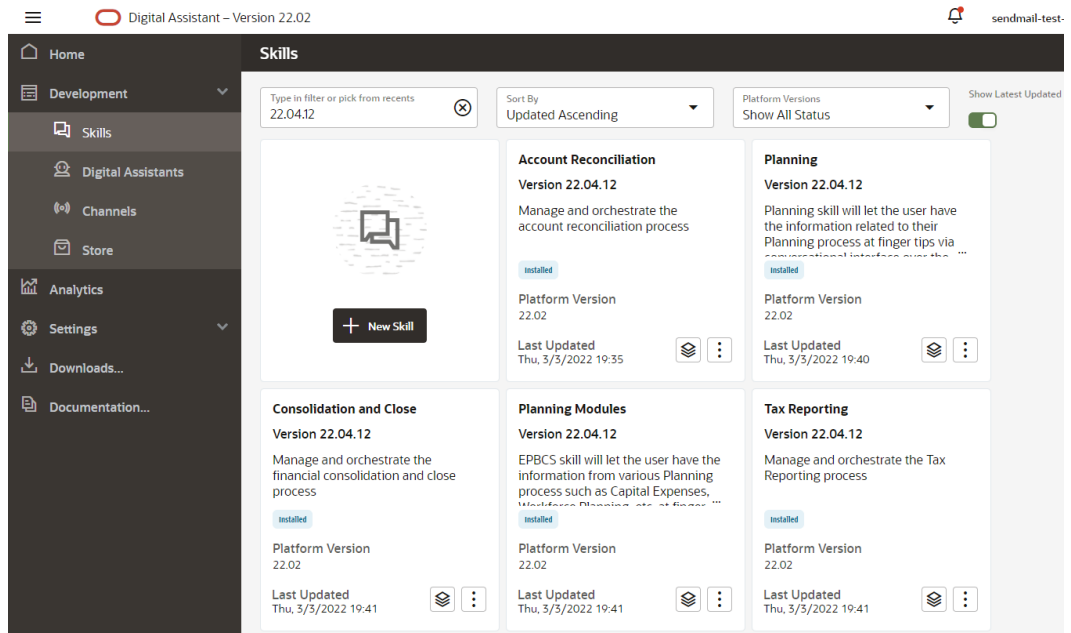 Digital Assistant – Version 22.02
sendmail-test-
Home
Development
Skills
Digital Assistants
Channels
Store
Analytics
Settings
Downloads...
Documentation...
Skills
Type in filter or pick from recents
22.04.12
Sort By
Updated Ascending
Platform Versions
Show All Status
Show Latest Updated
New Skill
Account Reconciliation
Version 22.04.12
Manage and orchestrate the
account reconciliation process
Installed
Platform Version
22.02
Last Updated
Thu, 3/3/2022 19:35
Planning
Version 22.04.12
Planning skill will let the user have
the information related to their
Planning process at finger tips via
conversational interface over the ...
Installed
Platform Version
22.02
Last Updated
Thu, 3/3/2022 19:40
Consolidation and Close
Version 22.04.12
Manage and orchestrate the
financial consolidation and close
process
Installed
Platform Version
22.02
Last Updated
Thu, 3/3/2022 19:41
Planning Modules
Version 22.04.12
EPBCS skill will let the user have the
information from various Planning
process such as Capital Expenses,
Workforce Planning, etc. at finger ...
Installed
Platform Version
22.02
Last Updated
Thu, 3/3/2022 19:41
Tax Reporting
Version 22.04.12
Manage and orchestrate the Tax
Reporting process
Installed
Platform Version
22.02
Last Updated
Thu, 3/3/2022 19:41